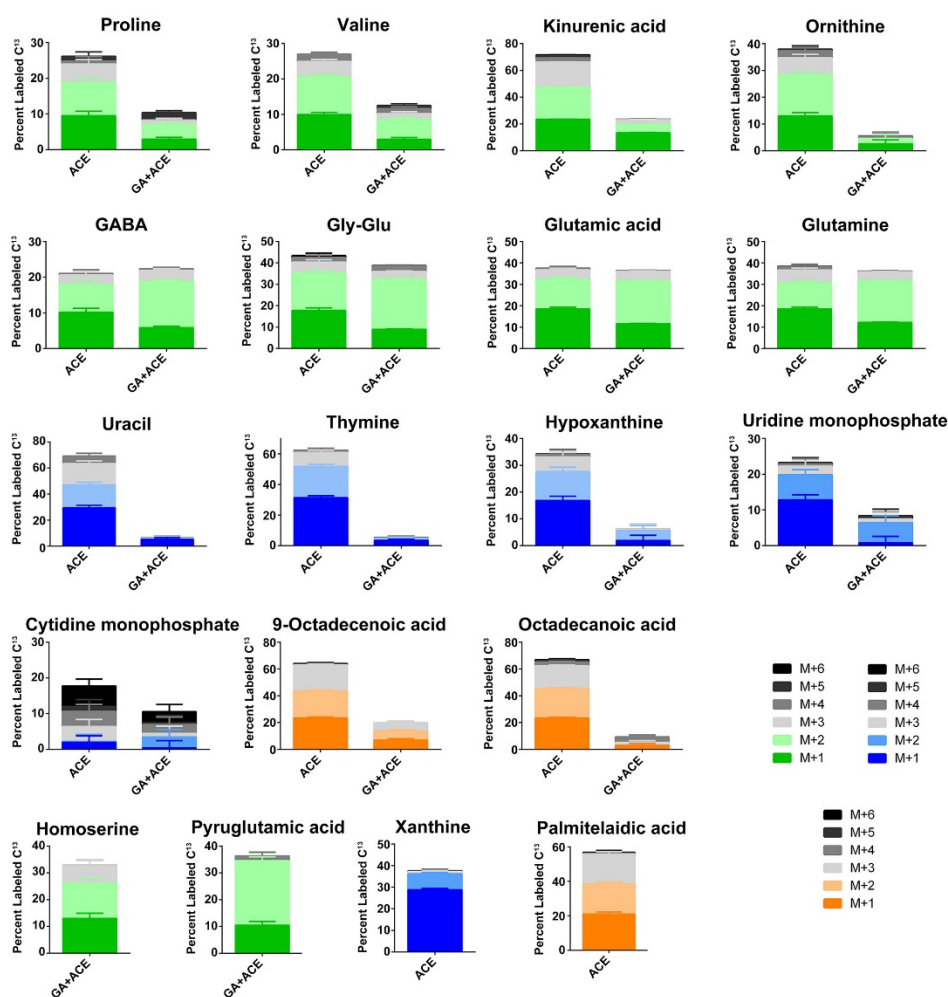 Proline
Valine
Kinurenic acid
Ornithine
Percent Labeled C¹³
30
20
10
0
ACE
GA+ACE
Percent Labeled C¹³
30
20
10
0
ACE
GA+ACE
Percent Labeled C¹³
80
60
40
20
0
ACE
GA+ACE
Percent Labeled C¹³
40
30
20
10
0
ACE
GA+ACE
GABA
Gly-Glu
Glutamic acid
Glutamine
Percent Labeled C¹³
30
20
10
0
ACE
GA+ACE
Percent Labeled C¹³
50
40
30
20
10
0
ACE
GA+ACE
Percent Labeled C¹³
50
40
30
20
10
0
ACE
GA+ACE
Percent Labeled C¹³
50
40
30
20
10
0
ACE
GA+ACE
Uracil
Thymine
Hypoxanthine
Uridine monophosphate
Percent Labeled C¹³
80
60
40
20
0
ACE
GA+ACE
Percent Labeled C¹³
60
40
20
0
ACE
GA+ACE
Percent Labeled C¹³
40
30
20
10
0
ACE
GA+ACE
Percent Labeled C¹³
30
20
10
0
ACE
GA+ACE
Cytidine monophosphate
9-Octadecenoic acid
Octadecanoic acid
Percent Labeled C¹³
30
20
10
0
ACE
GA+ACE
Percent Labeled C¹³
80
60
40
20
0
ACE
GA+ACE
Percent Labeled C¹³
80
60
40
20
0
ACE
GA+ACE
M+6
M+5
M+4
M+3
M+2
M+1
M+6
M+5
M+4
M+3
M+2
M+1
Homoserine
Pyruglutamic acid
Xanthine
Palmitelaidic acid
Percent Labeled C¹³
40
30
20
10
0
GA+ACE
Percent Labeled C¹³
40
30
20
10
0
GA+ACE
Percent Labeled C¹³
50
40
30
20
10
0
ACE
Percent Labeled C¹³
60
40
20
0
ACE
M+6
M+5
M+4
M+3
M+2
M+1